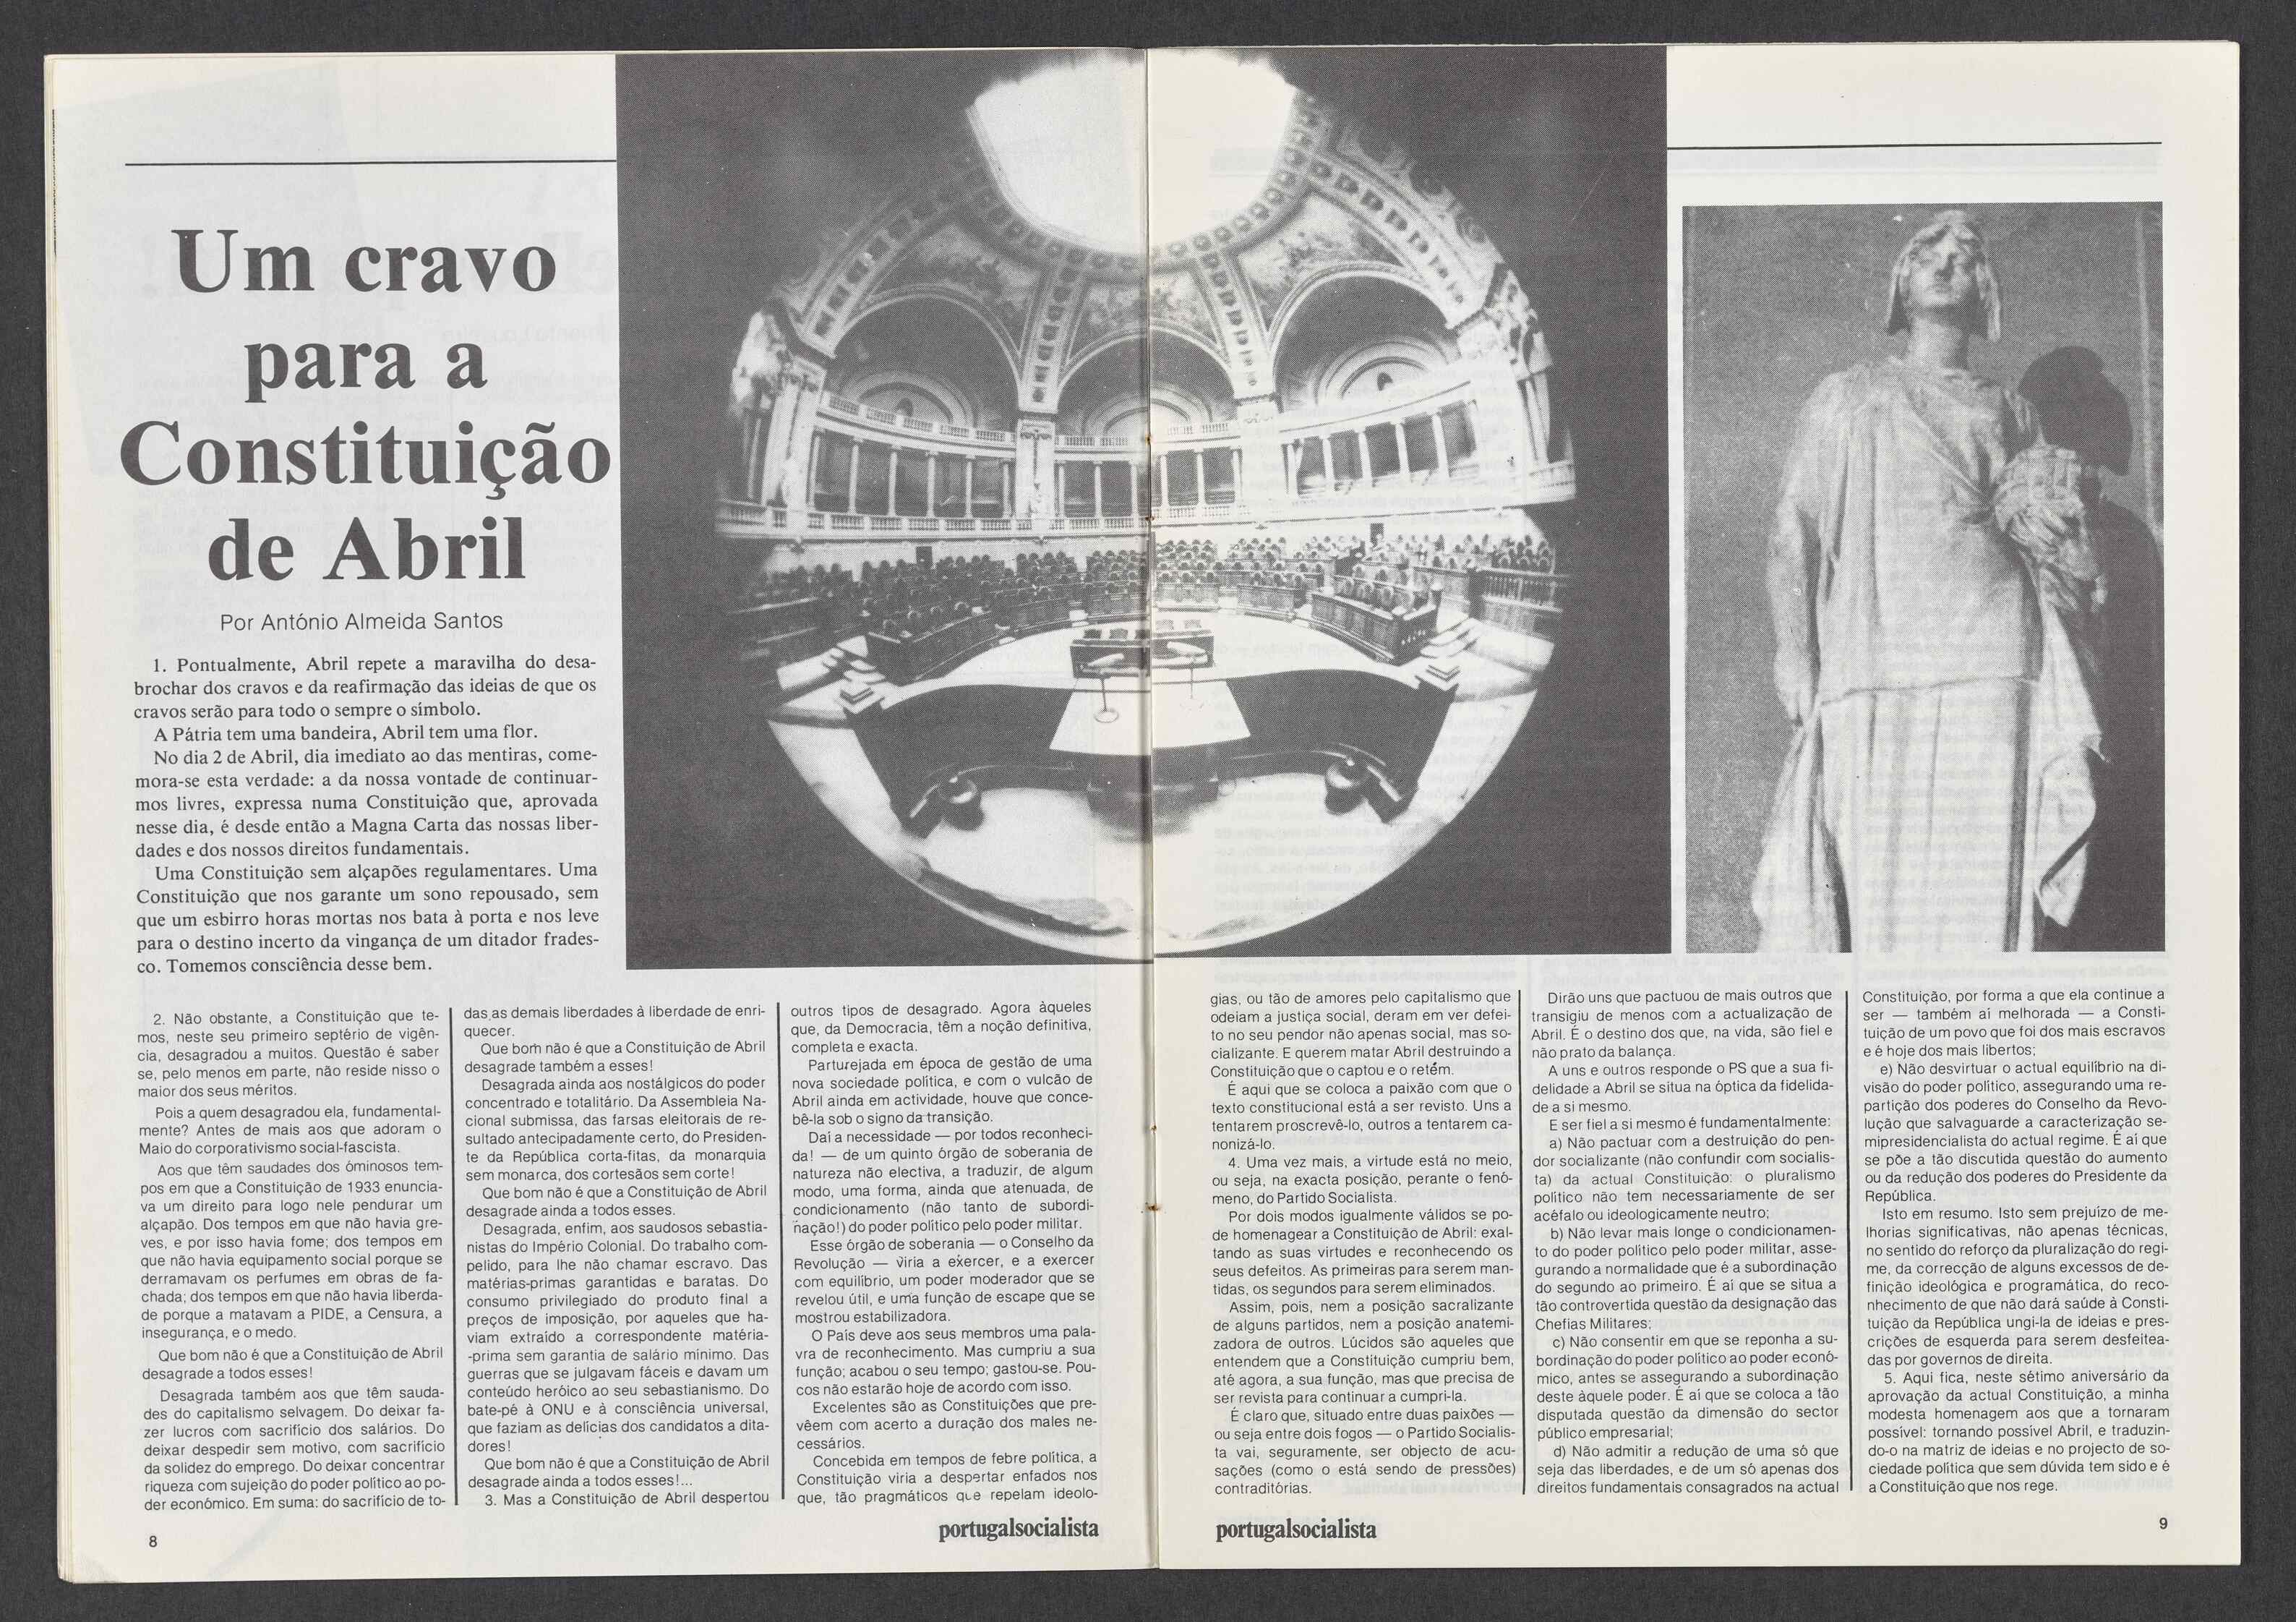 Um cravo
para a
Constituição
de Abril
Por António Almeida Santos
1. Pontualmente, Abril repete a maravilha do desa-
brochar dos cravos e da reafirmação das ideias de que os
cravos serão para todo o sempre o símbolo.
A Pátria tem uma bandeira, Abril tem uma flor.
No dia 2 de Abril, dia imediato ao das mentiras, come-
mora-se esta verdade: a da nossa vontade de continuar-
mos livres, expressa numa Constituição que, aprovada
nesse dia, é desde então a Magna Carta das nossas liber-
dades e dos nossos direitos fundamentais.
Uma Constituição sem alçapões regulamentares. Uma
Constituição que nos garante um sono repousado, sem
que um esbirro horas mortas nos bata à porta e nos leve
para o destino incerto da vingança de um ditador frades-
co. Tomemos consciência desse bem.
2. Não obstante, a Constituição que te-
mos, neste seu primeiro septério de vigên-
cia, desagradou a muitos. Questão é saber
se, pelo menos em parte, não reside nisso o
maior dos seus méritos.
Pois a quem desagradou ela, fundamental-
mente? Antes de mais aos que adoram o
Maio do corporativismo social-fascista.
Aos que têm saudades dos óminosos tem-
pos em que a Constituição de 1933 enuncia-
va um direito para logo nele pendurar um
alçapão. Dos tempos em que não havia gre-
ves, e por isso havia fome; dos tempos em
que não havia equipamento social porque se
derramavam os perfumes em obras de fa-
chada; dos tempos em que não havia liberda-
de porque a matavam a PIDE, a Censura, a
insegurança, e o medo.
Que bom não é que a Constituição de Abril
desagrade a todos esses!
Desagrada também aos que têm sauda-
des do capitalismo selvagem. Do deixar fa-
zer lucros com sacrifício dos salários. Do
deixar despedir sem motivo, com sacrifício
da solidez do emprego. Do deixar concentrar
riqueza com sujeição do poder político ao po-
der económico. Em suma: do sacrifício de to-
das as demais liberdades à liberdade de enri-
quecer.
Que bom não é que a Constituição de Abril
desagrade também a esses!
Desagrada ainda aos nostálgicos do poder
concentrado e totalitário. Da Assembleia Na-
cional submissa, das farsas eleitorais de re-
sultado antecipadamente certo, do Presiden-
te da República corta-fitas, da monarquia
sem monarca, dos cortesãos sem corte!
Que bom não é que a Constituição de Abril
desagrade ainda a todos esses.
Desagrada, enfim, aos saudosos sebastia-
nistas do Império Colonial. Do trabalho com-
pelido, para lhe não chamar escravo. Das
matérias-primas garantidas e baratas. Do
consumo privilegiado do produto final a
preços de imposição, por aqueles que ha-
viam extraído a correspondente matéria-
-prima sem garantia de salário mínimo. Das
guerras que se julgavam fáceis e davam um
conteúdo heróico ao seu sebastianismo. Do
bate-pé à ONU e à consciência universal,
que faziam as delícias dos candidatos a dita-
dores!
Que bom não é que a Constituição de Abril
desagrade ainda a todos esses!...
3. Mas a Constituição de Abril despertou
outros tipos de desagrado. Agora àqueles
que, da Democracia, têm a noção definitiva,
completa e exacta.
Parturejada em época de gestão de uma
nova sociedade política, e com o vulcão de
Abril ainda em actividade, houve que conce-
bê-la sob o signo da transição.
Daí a necessidade — por todos reconheci-
da! — de um quinto órgão de soberania de
natureza não electiva, a traduzir, de algum
modo, uma forma, ainda que atenuada, de
condicionamento (não tanto de subordi-
nação!) do poder político pelo poder militar.
Esse órgão de soberania — o Conselho da
Revolução — viria a exercer, e a exercer
com equilíbrio, um poder moderador que se
revelou útil, e uma função de escape que se
mostrou estabilizadora.
O País deve aos seus membros uma pala-
vra de reconhecimento. Mas cumpriu a sua
função; acabou o seu tempo; gastou-se. Pou-
cos não estarão hoje de acordo com isso.
Excelentes são as Constituições que pre-
vêem com acerto a duração dos males ne-
cessários.
Concebida em tempos de febre política, a
Constituição viria a despertar enfados nos
que, tão pragmáticos que repelam ideolo-
8
portugalsocialista
gias, ou tão de amores pelo capitalismo que
odeiam a justiça social, deram em ver defei-
to no seu pendor não apenas social, mas so-
cializante. E querem matar Abril destruindo a
Constituição que o captou e o retém.
É aqui que se coloca a paixão com que o
texto constitucional está a ser revisto. Uns a
tentarem proscrevê-lo, outros a tentarem ca-
nonizá-lo.
4. Uma vez mais, a virtude está no meio,
ou seja, na exacta posição, perante o fenó-
meno, do Partido Socialista.
Por dois modos igualmente válidos se po-
de homenagear a Constituição de Abril: exal-
tando as suas virtudes e reconhecendo os
seus defeitos. As primeiras para serem man-
tidas, os segundos para serem eliminados.
Assim, pois, nem a posição sacralizante
de alguns partidos, nem a posição anatemi-
zadora de outros. Lúcidos são aqueles que
entendem que a Constituição cumpriu bem,
até agora, a sua função, mas que precisa de
ser revista para continuar a cumpri-la.
É claro que, situado entre duas paixões —
ou seja entre dois fogos — o Partido Socialis-
ta vai, seguramente, ser objecto de acu-
sações (como o está sendo de pressões)
contraditórias.
Dirão uns que pactuou de mais outros que
transigiu de menos com a actualização de
Abril. É o destino dos que, na vida, são fiel e
não prato da balança.
A uns e outros responde o PS que a sua fi-
delidade a Abril se situa na óptica da fidelida-
de a si mesmo.
E ser fiel a si mesmo é fundamentalmente:
a) Não pactuar com a destruição do pen-
dor socializante (não confundir com socialis-
ta) da actual Constituição: o pluralismo
político não tem necessariamente de ser
acéfalo ou ideologicamente neutro;
b) Não levar mais longe o condicionamen-
to do poder político pelo poder militar, asse-
gurando a normalidade que é a subordinação
do segundo ao primeiro. É aí que se situa a
tão controvertida questão da designação das
Chefias Militares;
c) Não consentir em que se reponha a su-
bordinação do poder político ao poder econó-
mico, antes se assegurando a subordinação
deste àquele poder. É aí que se coloca a tão
disputada questão da dimensão do sector
público empresarial;
d) Não admitir a redução de uma só que
seja das liberdades, e de um só apenas dos
direitos fundamentais consagrados na actual
Constituição, por forma a que ela continue a
ser — também aí melhorada — a Consti-
tuição de um povo que foi dos mais escravos
e é hoje dos mais libertos;
e) Não desvirtuar o actual equilíbrio na di-
visão do poder político, assegurando uma re-
partição dos poderes do Conselho da Revo-
lução que salvaguarde a caracterização se-
mipresidencialista do actual regime. É aí que
se põe a tão discutida questão do aumento
ou da redução dos poderes do Presidente da
República.
Isto em resumo. Isto sem prejuízo de me-
lhorias significativas, não apenas técnicas,
no sentido do reforço da pluralização do regi-
me, da correcção de alguns excessos de de-
finição ideológica e programática, do reco-
nhecimento de que não dará saúde à Consti-
tuição da República ungi-la de ideias e pres-
crições de esquerda para serem desfeitea-
das por governos de direita.
5. Aqui fica, neste sétimo aniversário da
aprovação da actual Constituição, a minha
modesta homenagem aos que a tornaram
possível: tornando possível Abril, e traduzin-
do-o na matriz de ideias e no projecto de so-
ciedade política que sem dúvida tem sido e é
a Constituição que nos rege.
portugalsocialista
9